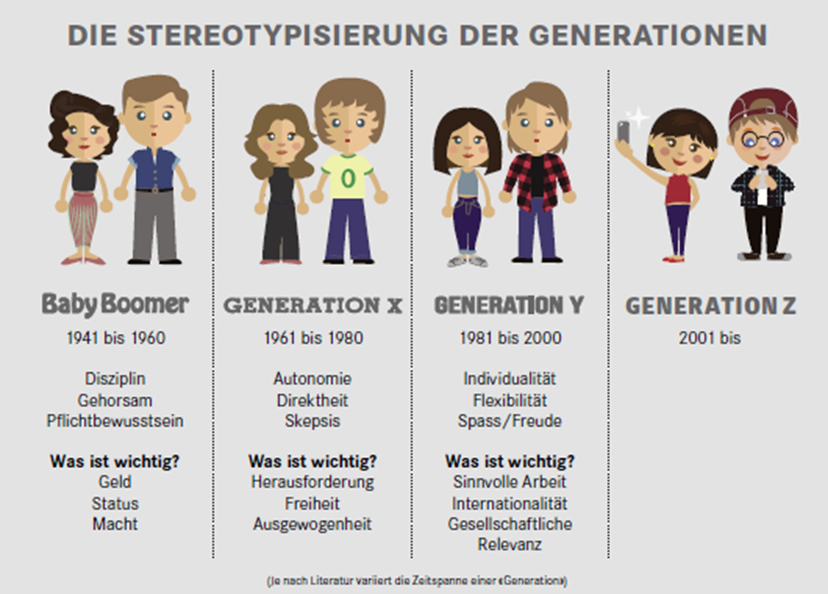 DIE STEREOTYPISIERUNG DER GENERATIONEN
Baby Boomer
1941 bis 1960
Disziplin
Gehorsam
Pflichtbewusstsein
Was ist wichtig?
Geld
Status
Macht
GENERATION X
1961 bis 1980
Autonomie
Direktheit
Skepsis
Was ist wichtig?
Herausforderung
Freiheit
Ausgewogenheit
GENERATION Y
1981 bis 2000
Individualität
Flexibilität
Spass/Freude
Was ist wichtig?
Sinnvolle Arbeit
Internationalität
Gesellschaftliche
Relevanz
GENERATION Z
2001 bis
0
(Je nach Literatur variiert die Zeitspanne einer «Generation»)